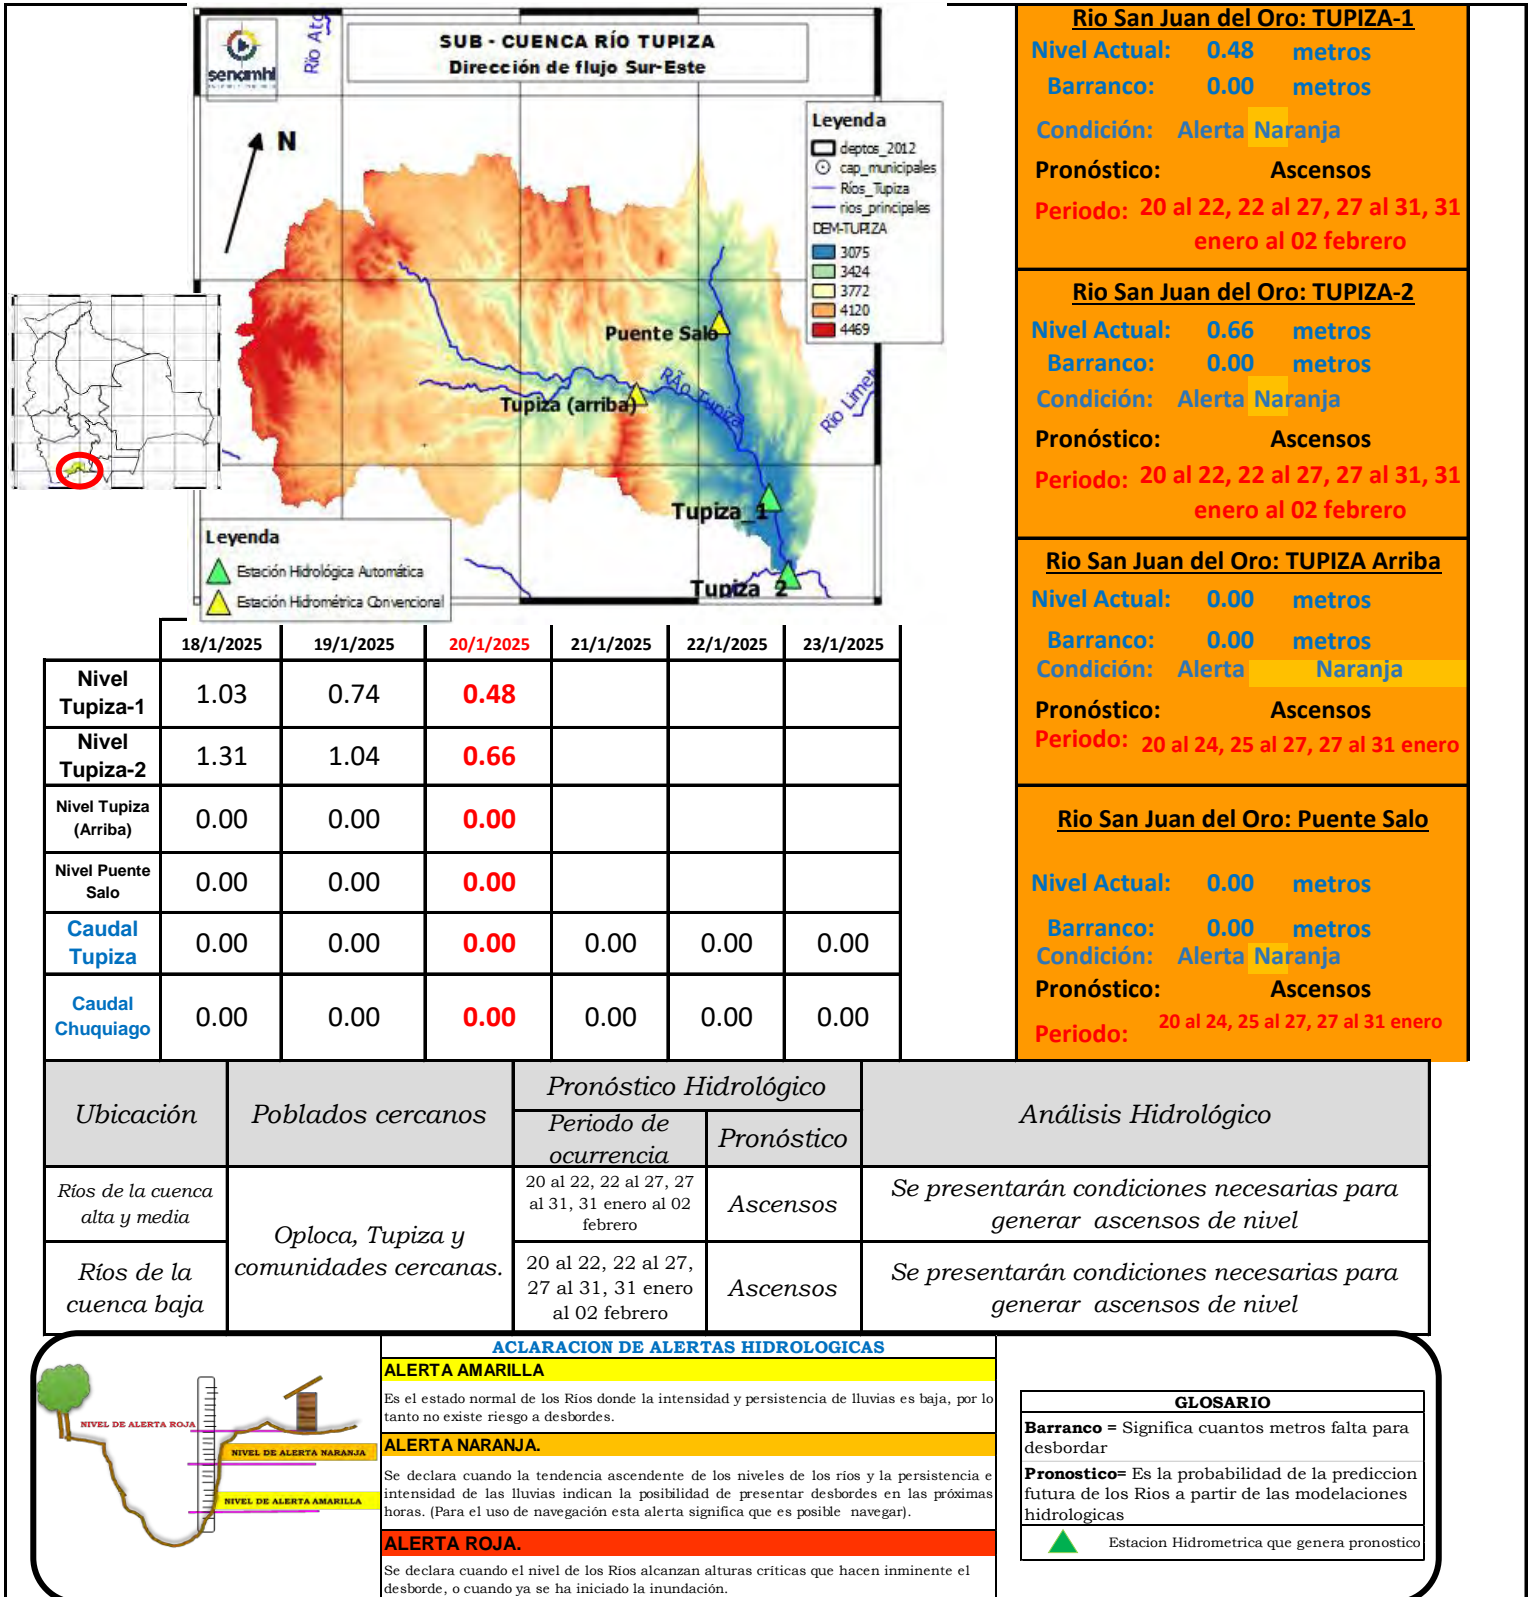 senamhi
Río Ato
SUB - CUENCA RÍO TUPIZA
Dirección de flujo Sur-Este
N
Leyenda
deptos_2012
cap_municipales
Ríos_Tupiza
rios_principales
DEM-TUPIZA
3075
3424
3772
4120
4469
Puente Salo
Tupiza (arriba)
RÃo Tupiza
Río Limet
Tupiza_1
Tupiza_2
Leyenda
Estación Hidrológica Automática
Estación Hidrométrica Convencional
Rio San Juan del Oro: TUPIZA-1
Nivel Actual: 0.48 metros
Barranco: 0.00 metros
Condición: Alerta Naranja
Pronóstico: Ascensos
Periodo: 20 al 22, 22 al 27, 27 al 31, 31
enero al 02 febrero
Rio San Juan del Oro: TUPIZA-2
Nivel Actual: 0.66 metros
Barranco: 0.00 metros
Condición: Alerta Naranja
Pronóstico: Ascensos
Periodo: 20 al 22, 22 al 27, 27 al 31, 31
enero al 02 febrero
Rio San Juan del Oro: TUPIZA Arriba
Nivel Actual: 0.00 metros
Barranco: 0.00 metros
Condición: Alerta Naranja
Pronóstico: Ascensos
Periodo: 20 al 24, 25 al 27, 27 al 31 enero
Rio San Juan del Oro: Puente Salo
Nivel Actual: 0.00 metros
Barranco: 0.00 metros
Condición: Alerta Naranja
Pronóstico: Ascensos
Periodo: 20 al 24, 25 al 27, 27 al 31 enero
18/1/2025 19/1/2025 20/1/2025 21/1/2025 22/1/2025 23/1/2025
Nivel
Tupiza-1
1.03 0.74 0.48
Nivel
Tupiza-2
1.31 1.04 0.66
Nivel Tupiza
(Arriba)
0.00 0.00 0.00
Nivel Puente
Salo
0.00 0.00 0.00
Caudal
Tupiza
0.00 0.00 0.00 0.00 0.00 0.00
Caudal
Chuquiago
0.00 0.00 0.00 0.00 0.00 0.00
Ubicación
Poblados cercanos
Pronóstico Hidrológico
Periodo de
ocurrencia
Pronóstico
Análisis Hidrológico
Ríos de la cuenca
alta y media
Oploca, Tupiza y
comunidades cercanas.
20 al 22, 22 al 27, 27
al 31, 31 enero al 02
febrero
Ascensos
Se presentarán condiciones necesarias para
generar ascensos de nivel
Ríos de la
cuenca baja
20 al 22, 22 al 27,
27 al 31, 31 enero
al 02 febrero
Ascensos
Se presentarán condiciones necesarias para
generar ascensos de nivel
NIVEL DE ALERTA ROJA
NIVEL DE ALERTA NARANJA
NIVEL DE ALERTA AMARILLA
ACLARACION DE ALERTAS HIDROLOGICAS
ALERTA AMARILLA
Es el estado normal de los Ríos donde la intensidad y persistencia de lluvias es baja, por lo
tanto no existe riesgo a desbordes.
ALERTA NARANJA.
Se declara cuando la tendencia ascendente de los niveles de los ríos y la persistencia e
intensidad de las lluvias indican la posibilidad de presentar desbordes en las próximas
horas. (Para el uso de navegación esta alerta significa que es posible navegar).
ALERTA ROJA.
Se declara cuando el nivel de los Ríos alcanzan alturas críticas que hacen inminente el
desborde, o cuando ya se ha iniciado la inundación.
GLOSARIO
Barranco = Significa cuantos metros falta para
desbordar
Pronostico= Es la probabilidad de la prediccion
futura de los Rios a partir de las modelaciones
hidrologicas
Estacion Hidrometrica que genera pronostico